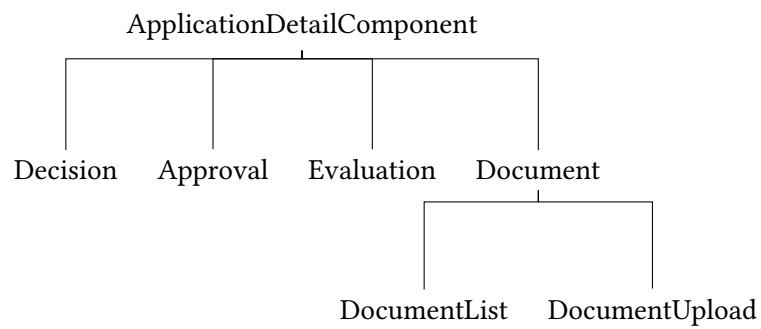 ApplicationDetailComponent
Decision Approval Evaluation Document
DocumentList DocumentUpload